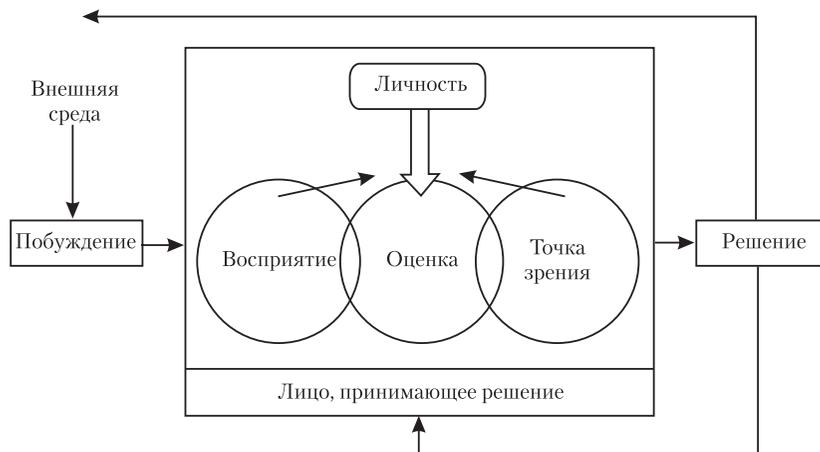 Личность
Внешняя
среда
Побуждение
Восприятие
Оценка
Точка
зрения
Решение
Лицо, принимающее решение